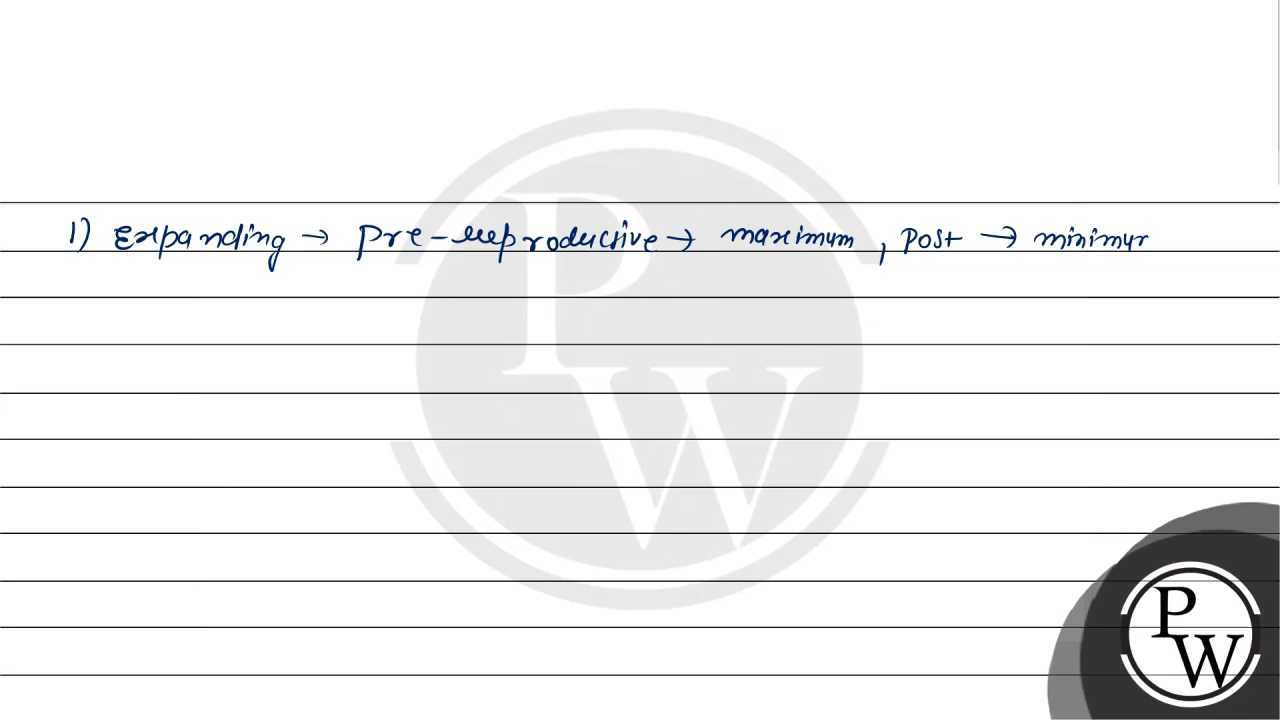 1) Expanding → Pre-reproductive → maximum , Post → minimum
P
W
P
W